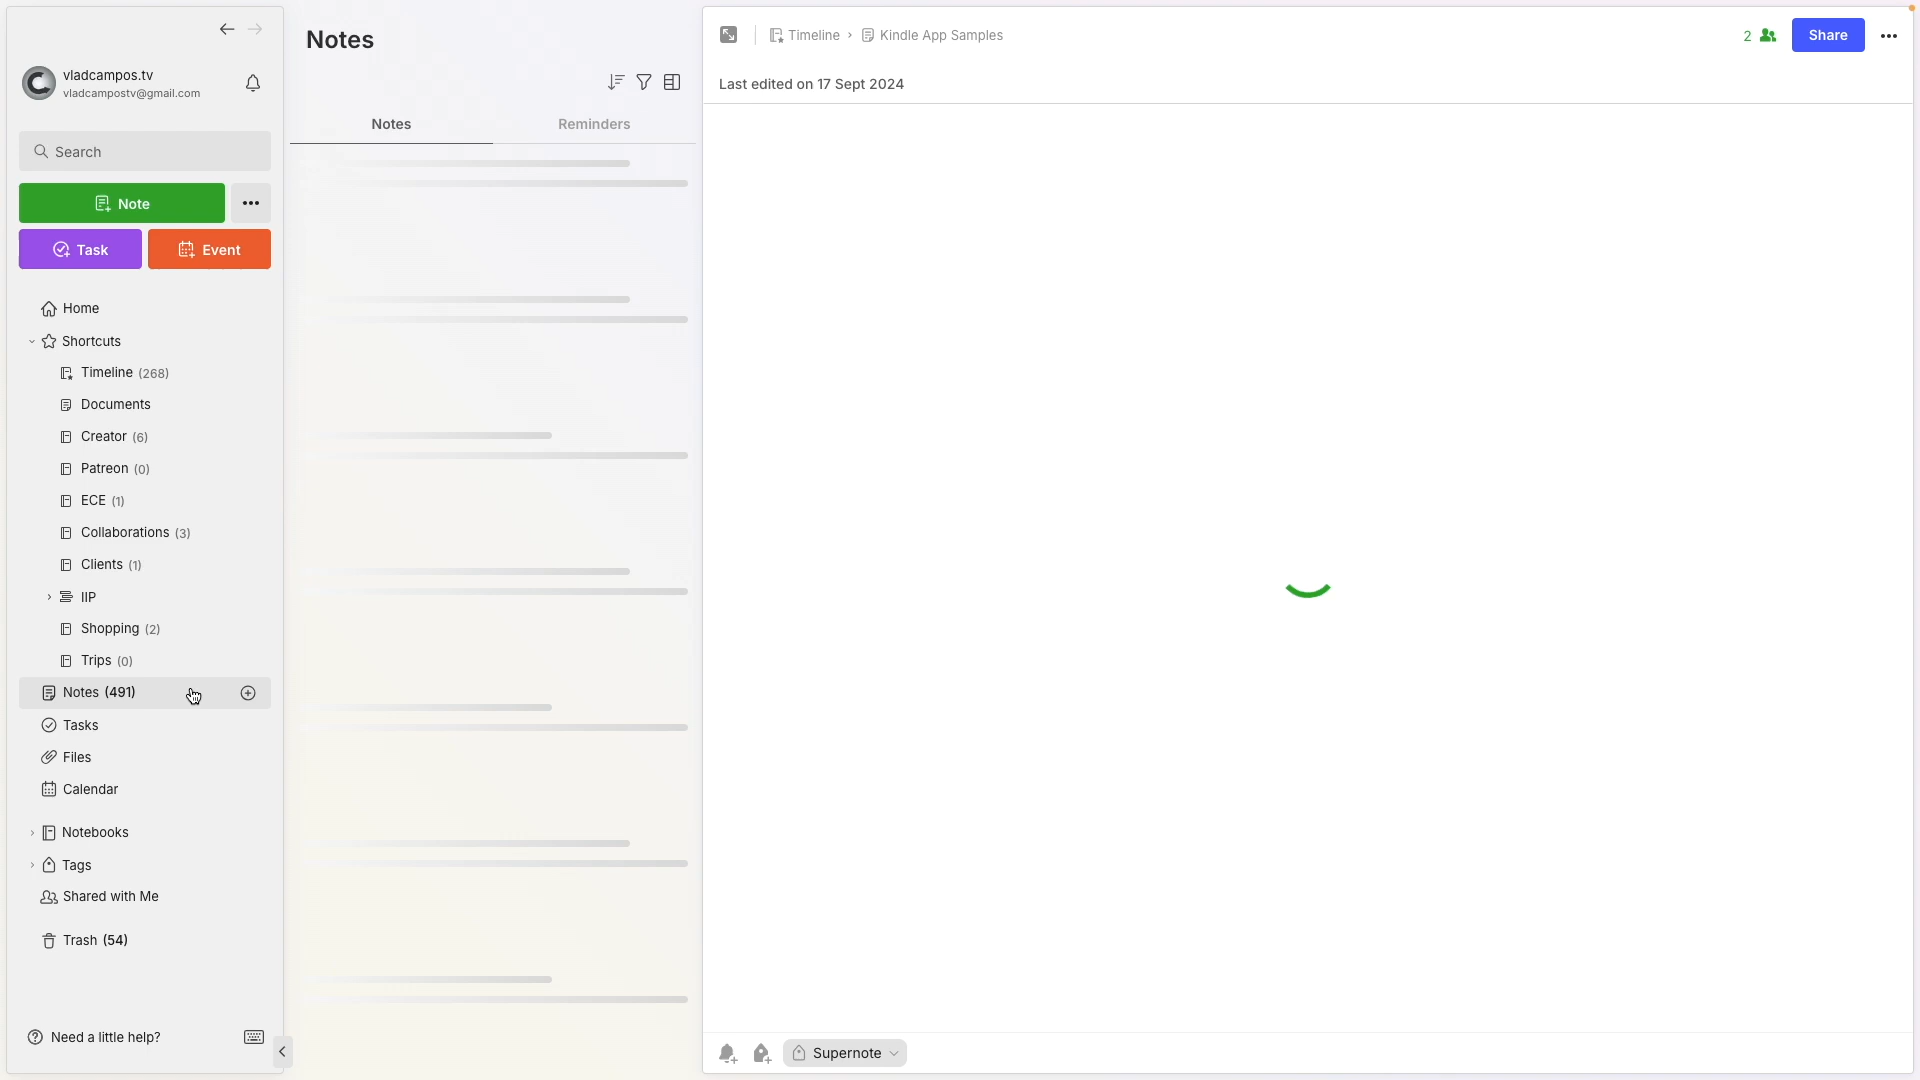 vladcampos.tv
vladcampostv@gmail.com
Search
Note
Task
Event
Home
Shortcuts
Timeline (268)
Documents
Creator (6)
Patreon (0)
ECE (1)
Collaborations (3)
Clients (1)
IIP
Shopping (2)
Trips (0)
Notes (491)
Tasks
Files
Calendar
Notebooks
Tags
Shared with Me
Trash (54)
Need a little help?
Notes
Notes
Reminders
Timeline › Kindle App Samples
2
Share
Last edited on 17 Sept 2024
Supernote